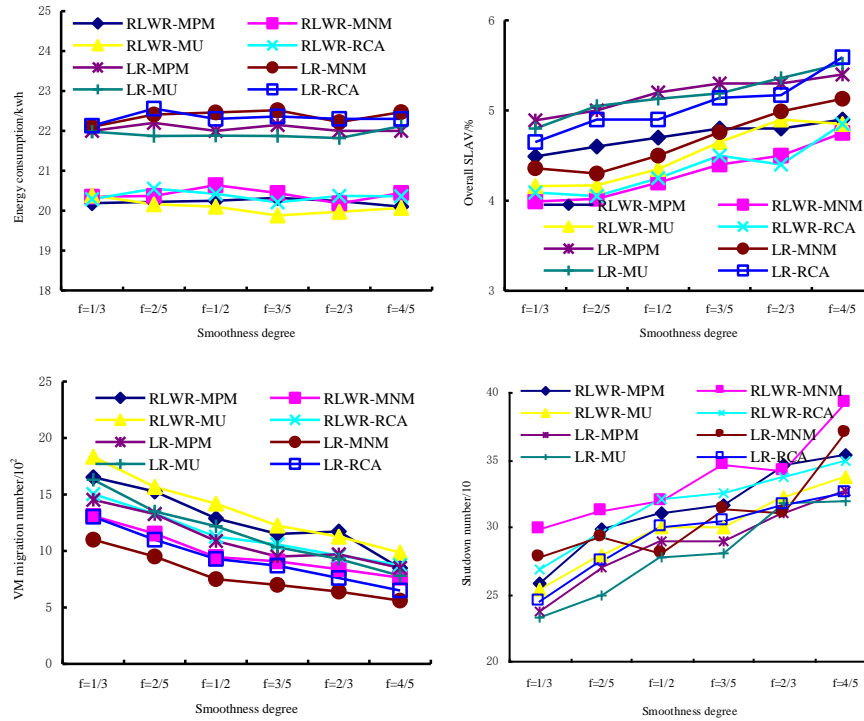 25
24
23
22
21
20
19
18
Energy consumption/kwh
RLWR-MPM RLWR-MNM
RLWR-MU RLWR-RCA
LR-MPM LR-MNM
LR-MU LR-RCA
f=1/3 f=2/5 f=1/2 f=3/5 f=2/3 f=4/5
Smoothness degree
6
5
4
3
Overall SLAV/%
RLWR-MPM RLWR-MNM
RLWR-MU RLWR-RCA
LR-MPM LR-MNM
LR-MU LR-RCA
f=1/3 f=2/5 f=1/2 f=3/5 f=2/3 f=4/5
Smoothness degree
25
20
15
10
5
0
VM migration number/10²
RLWR-MPM RLWR-MNM
RLWR-MU RLWR-RCA
LR-MPM LR-MNM
LR-MU LR-RCA
f=1/3 f=2/5 f=1/2 f=3/5 f=2/3 f=4/5
Smoothness degree
40
35
30
25
20
Shutdown number/10
RLWR-MPM RLWR-MNM
RLWR-MU RLWR-RCA
LR-MPM LR-MNM
LR-MU LR-RCA
f=1/3 f=2/5 f=1/2 f=3/5 f=2/3 f=4/5
Smoothness degree